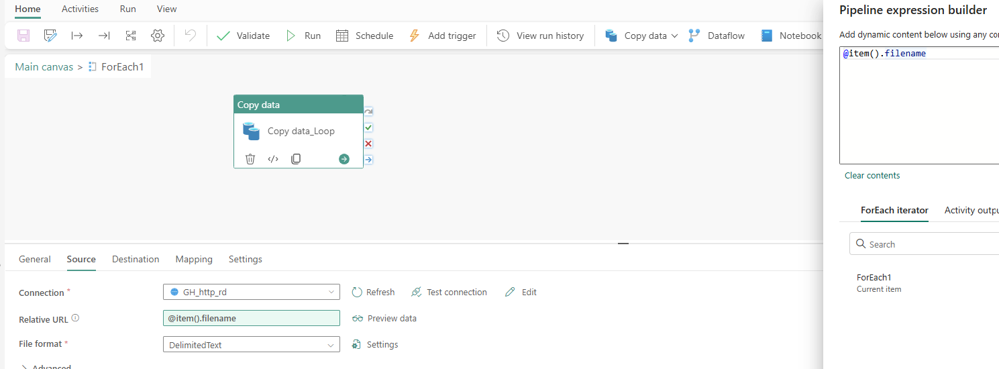 Home Activities Run View
Validate Run Schedule Add trigger View run history Copy data Dataflow Notebook
Main canvas > ForEach1
Copy data
Copy data_Loop
General Source Destination Mapping Settings
Connection * GH_http_rd Refresh Test connection Edit
Relative URL @item().filename Preview data
File format * DelimitedText Settings
Advanced
Pipeline expression builder
Add dynamic content below using any
@item().filename
Clear contents
ForEach iterator Activity
Search
ForEach1
Current item